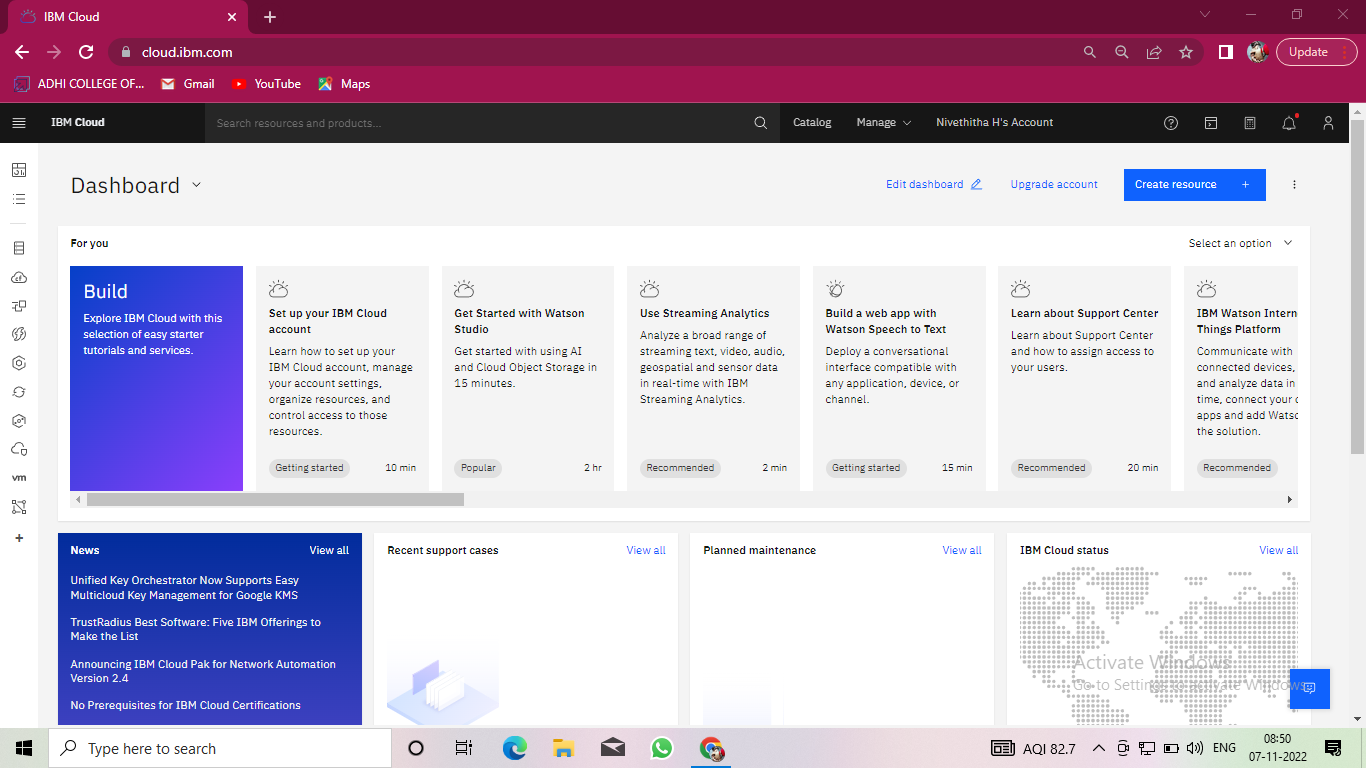 IBM Cloud
cloud.ibm.com
Update
ADHI COLLEGE OF...
Gmail
YouTube
Maps
IBM Cloud
Search resources and products...
Catalog
Manage
Nivethitha H's Account
Dashboard
Edit dashboard
Upgrade account
Create resource +
For you
Select an option
Build
Explore IBM Cloud with this
selection of easy starter
tutorials and services.
Set up your IBM Cloud
account
Learn how to set up your
IBM Cloud account, manage
your account settings,
organize resources, and
control access to those
resources.
Getting started 10 min
Get Started with Watson
Studio
Get started with using AI
and Cloud Object Storage in
15 minutes.
Popular 2 hr
Use Streaming Analytics
Analyze a broad range of
streaming text, video, audio,
geospatial and sensor data
in real-time with IBM
Streaming Analytics.
Recommended 2 min
Build a web app with
Watson Speech to Text
Deploy a conversational
interface compatible with
any application, device, or
channel.
Getting started 15 min
Learn about Support Center
Learn about Support Center
and how to assign access to
your users.
Recommended 20 min
IBM Watson Intern
Things Platform
Communicate with
connected devices,
and analyze data in
time, connect your
apps and add Watso
the solution.
Recommended
vm
News View all
Unified Key Orchestrator Now Supports Easy
Multicloud Key Management for Google KMS
TrustRadius Best Software: Five IBM Offerings to
Make the List
Announcing IBM Cloud Pak for Network Automation
Version 2.4
No Prerequisites for IBM Cloud Certifications
Recent support cases View all
Planned maintenance View all
IBM Cloud status View all
Activate Windows
Go to Settings to activate Windows.
Type here to search
AQI 82.7
ENG
08:50
07-11-2022